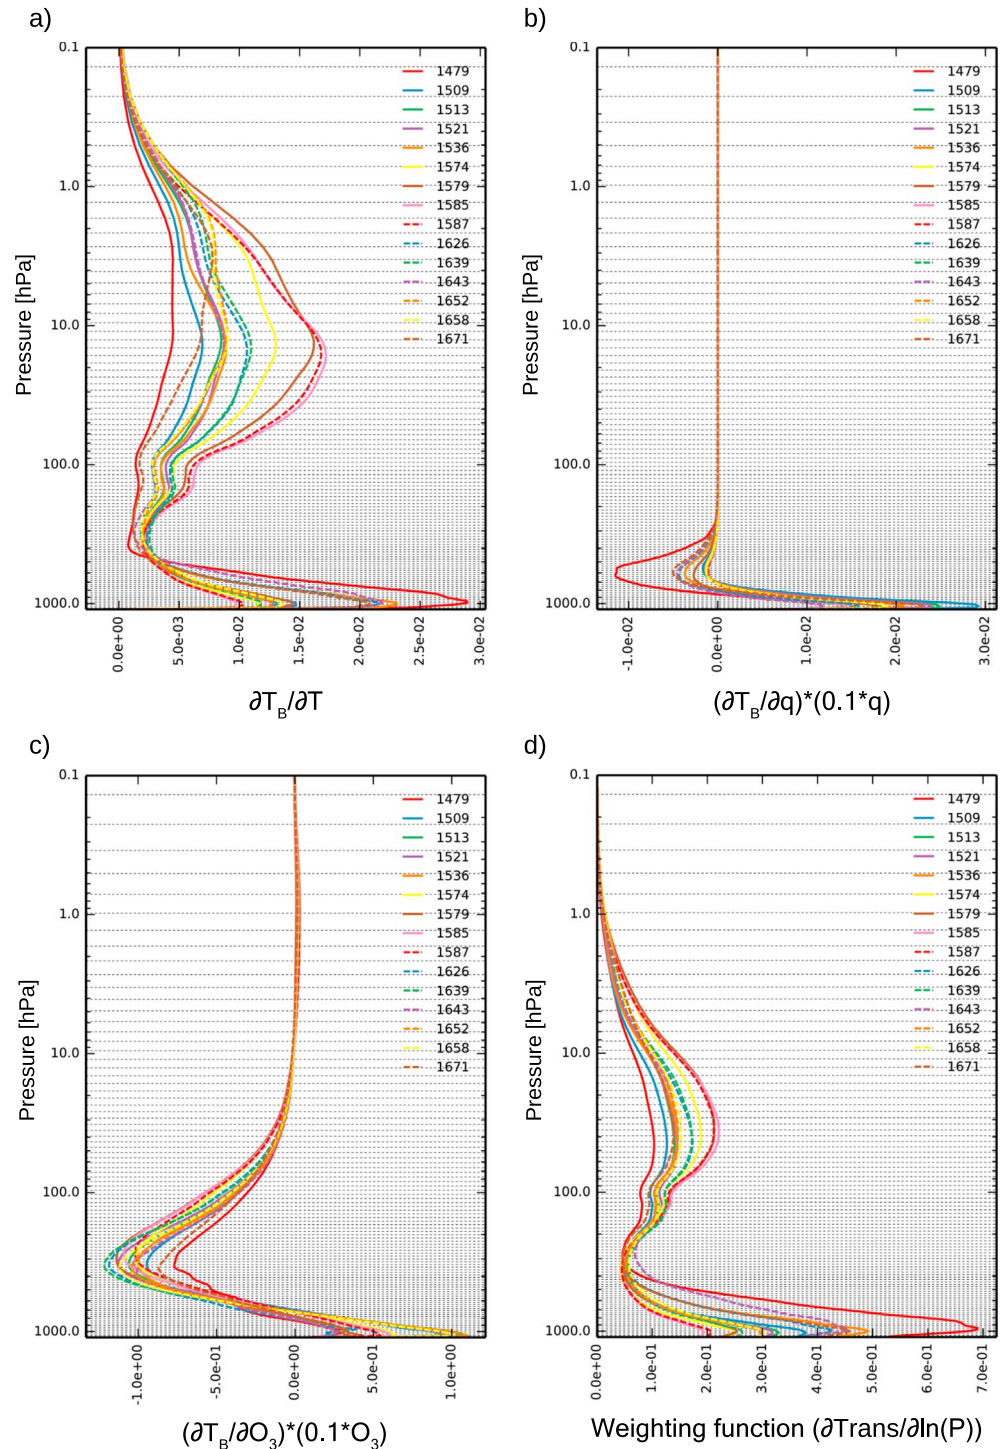 a)
0.1
1.0
10.0
100.0
1000.0
Pressure [hPa]
1479
1509
1513
1521
1536
1574
1579
1585
1587
1626
1639
1643
1652
1658
1671
0.0e+00
5.0e-03
1.0e-02
1.5e-02
2.0e-02
2.5e-02
3.0e-02
∂T_B/∂T
b)
0.1
1.0
10.0
100.0
1000.0
Pressure [hPa]
1479
1509
1513
1521
1536
1574
1579
1585
1587
1626
1639
1643
1652
1658
1671
-1.0e-02
0.0e+00
1.0e-02
2.0e-02
3.0e-02
(∂T_B/∂q)*(0.1*q)
c)
0.1
1.0
10.0
100.0
1000.0
Pressure [hPa]
1479
1509
1513
1521
1536
1574
1579
1585
1587
1626
1639
1643
1652
1658
1671
-1.0e+00
-5.0e-01
0.0e+00
5.0e-01
1.0e+00
(∂T_B/∂O₃)*(0.1*O₃)
d)
0.1
1.0
10.0
100.0
1000.0
Pressure [hPa]
1479
1509
1513
1521
1536
1574
1579
1585
1587
1626
1639
1643
1652
1658
1671
0.0e+00
1.0e-01
2.0e-01
3.0e-01
4.0e-01
5.0e-01
6.0e-01
7.0e-01
Weighting function (∂Trans/∂ln(P))